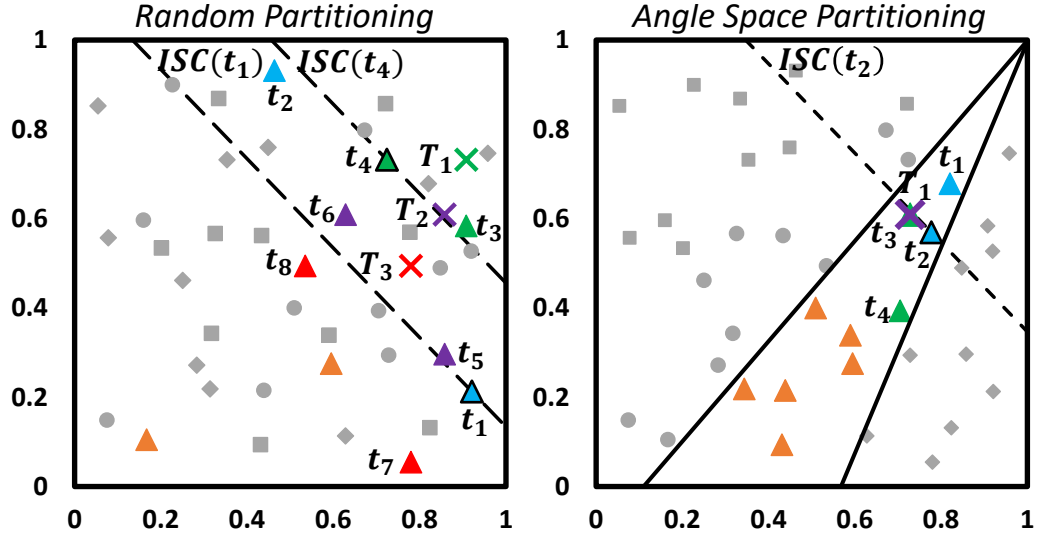 Random Partitioning
Angle Space Partitioning
1
ISC(t₁)
ISC(t₄)
t₂
0.8
t₄
T₁
t₆
T₂
t₃
0.6
t₈
T₃
0.4
t₅
0.2
t₁
t₇
0
0
0.2
0.4
0.6
0.8
1
1
ISC(t₂)
0.8
t₁
T₁
0.6
t₃
t₂
0.4
t₄
0.2
0
0
0.2
0.4
0.6
0.8
1